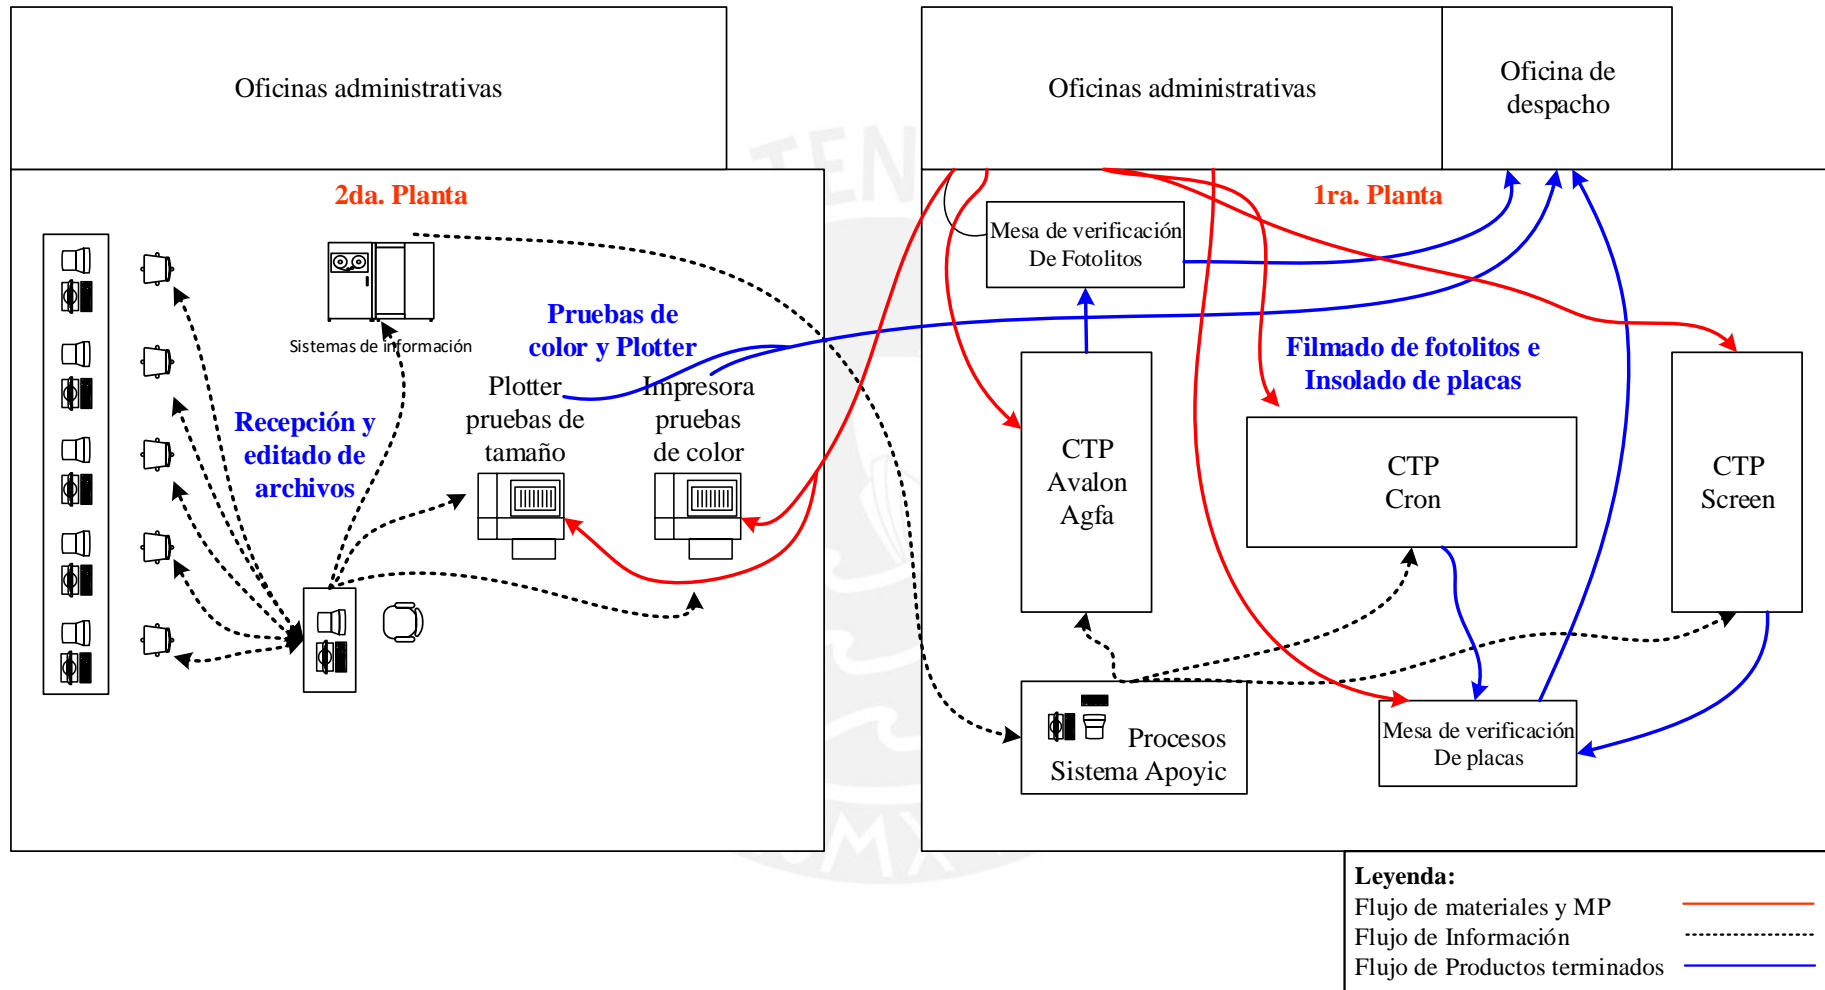 Oficinas administrativas
2da. Planta
Sistemas de información
Pruebas de
color y Plotter
Recepción y
editado de
archivos
Plotter
pruebas de
tamaño
Impresora
pruebas
de color
Oficinas administrativas
Oficina de
despacho
1ra. Planta
Mesa de verificación
De Fotolitos
Filmado de fotolitos e
Insolado de placas
CTP
Avalon
Agfa
CTP
Cron
CTP
Screen
Procesos
Sistema Apoyic
Mesa de verificación
De placas
Leyenda:
Flujo de materiales y MP
Flujo de Información
Flujo de Productos terminados
TEN
MX